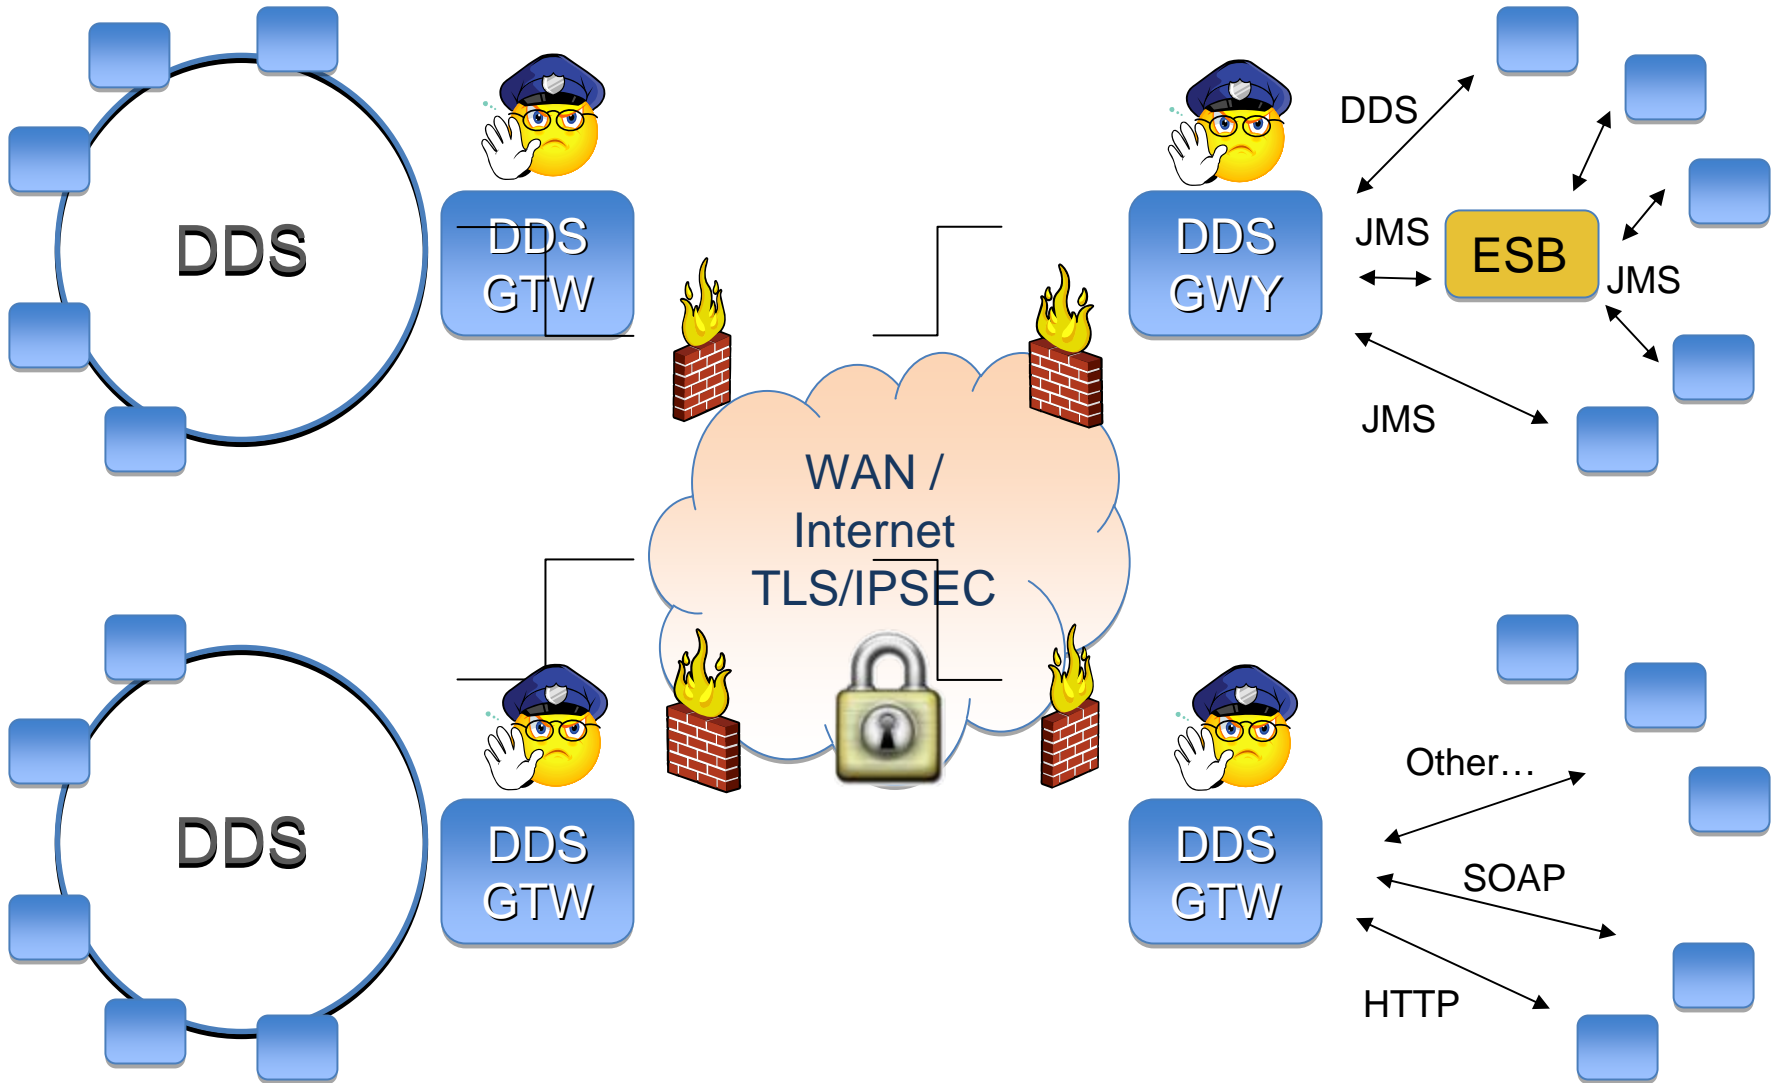 DDS
DDS
GTW
DDS
GWY
DDS
JMS
ESB
JMS
JMS
WAN /
Internet
TLS/IPSEC
DDS
DDS
GTW
DDS
GTW
Other…
SOAP
HTTP